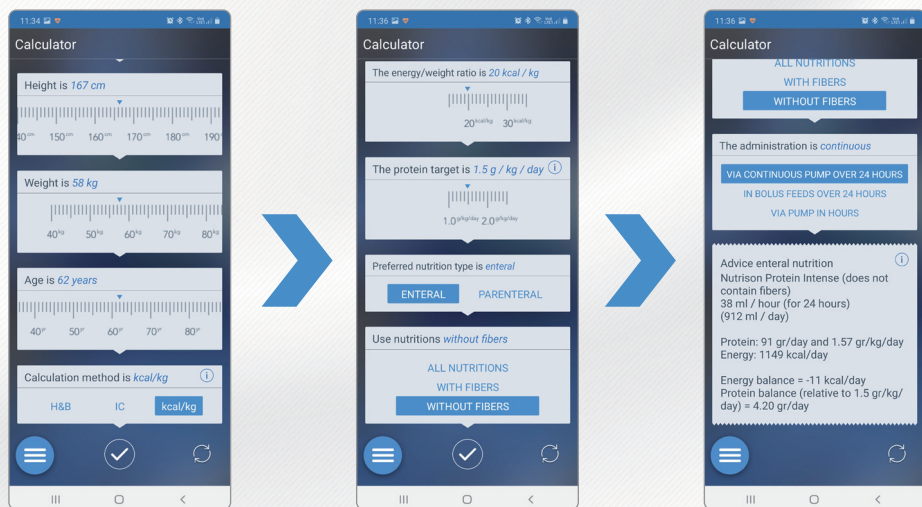 11:34
Calculator
Height is 167 cm
40cm 150cm 160cm 170cm 180cm 190
Weight is 58 kg
40kg 50kg 60kg 70kg 80kg
Age is 62 years
40yr 50yr 60yr 70yr 80yr
Calculation method is kcal/kg
H&B IC kcal/kg
11:36
Calculator
The energy/weight ratio is 20 kcal / kg
20kcal/kg 30kcal/kg
The protein target is 1.5 g / kg / day
1.0g/kg/day 2.0g/kg/day
Preferred nutrition type is enteral
ENTERAL PARENTERAL
Use nutritions without fibers
ALL NUTRITIONS
WITH FIBERS
WITHOUT FIBERS
11:36
Calculator
ALL NUTRITIONS
WITH FIBERS
WITHOUT FIBERS
The administration is continuous
VIA CONTINUOUS PUMP OVER 24 HOURS
IN BOLUS FEEDS OVER 24 HOURS
VIA PUMP IN HOURS
Advice enteral nutrition
Nutrison Protein Intense (does not
contain fibers)
38 ml / hour (for 24 hours)
(912 ml / day)
Protein: 91 gr/day and 1.57 gr/kg/day
Energy: 1149 kcal/day
Energy balance = -11 kcal/day
Protein balance (relative to 1.5 gr/kg/
day) = 4.20 gr/day